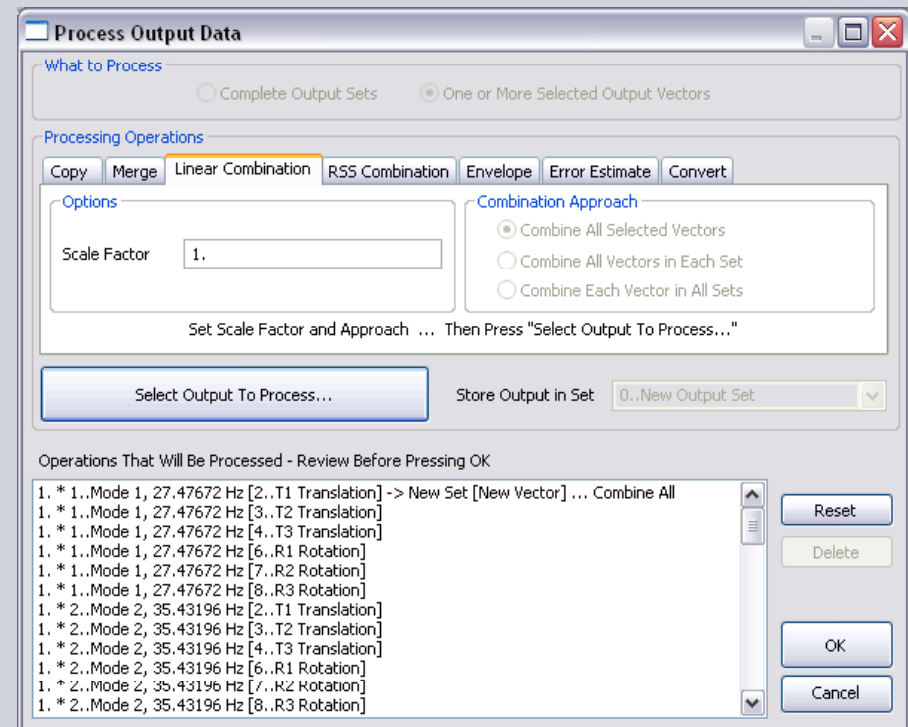 Process Output Data
What to Process
Complete Output Sets One or More Selected Output Vectors
Processing Operations
Copy Merge Linear Combination RSS Combination Envelope Error Estimate Convert
Options
Scale Factor 1.
Combination Approach
Combine All Selected Vectors
Combine All Vectors in Each Set
Combine Each Vector in All Sets
Set Scale Factor and Approach ... Then Press "Select Output To Process..."
Select Output To Process... Store Output in Set 0..New Output Set
Operations That Will Be Processed - Review Before Pressing OK
1. * 1..Mode 1, 27.47672 Hz [2..T1 Translation] -> New Set [New Vector] ... Combine All
1. * 1..Mode 1, 27.47672 Hz [3..T2 Translation]
1. * 1..Mode 1, 27.47672 Hz [4..T3 Translation]
1. * 1..Mode 1, 27.47672 Hz [6..R1 Rotation]
1. * 1..Mode 1, 27.47672 Hz [7..R2 Rotation]
1. * 1..Mode 1, 27.47672 Hz [8..R3 Rotation]
1. * 2..Mode 2, 35.43196 Hz [2..T1 Translation]
1. * 2..Mode 2, 35.43196 Hz [3..T2 Translation]
1. * 2..Mode 2, 35.43196 Hz [4..T3 Translation]
1. * 2..Mode 2, 35.43196 Hz [6..R1 Rotation]
1. * 2..Mode 2, 35.43196 Hz [7..R2 Rotation]
1. * 2..Mode 2, 35.43196 Hz [8..R3 Rotation]
Reset
Delete
OK
Cancel